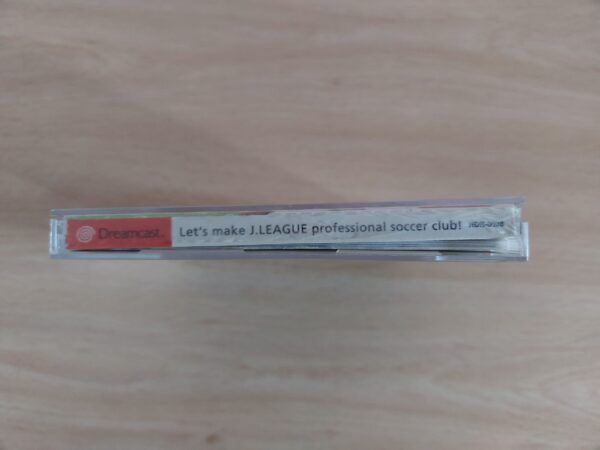 Dreamcast. Let's make J.LEAGUE professional soccer club!